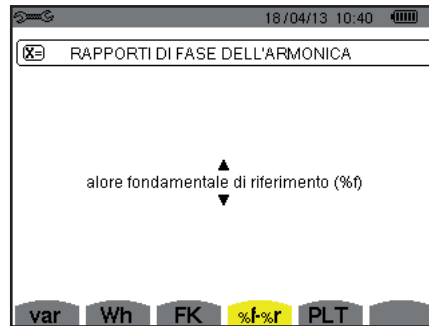 18/04/13 10:40
X= RAPPORTI DI FASE DELL'ARMONICA
alore fondamentale di riferimento (%f)
var Wh FK %f-%r PLT